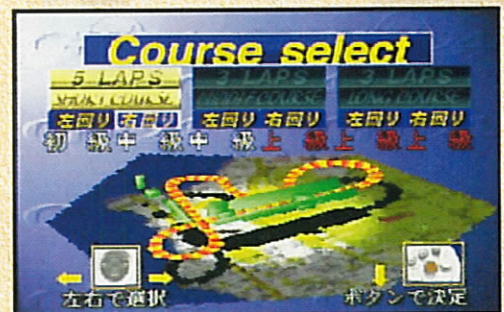 Course select
5 LAPS 3 LAPS 3 LAPS
SHORT COURSE
左回り 右回り 左回り 右回り 左回り 右回り
初級 中級 中級 上級 上級 上級
左右で選択
ボタンで決定